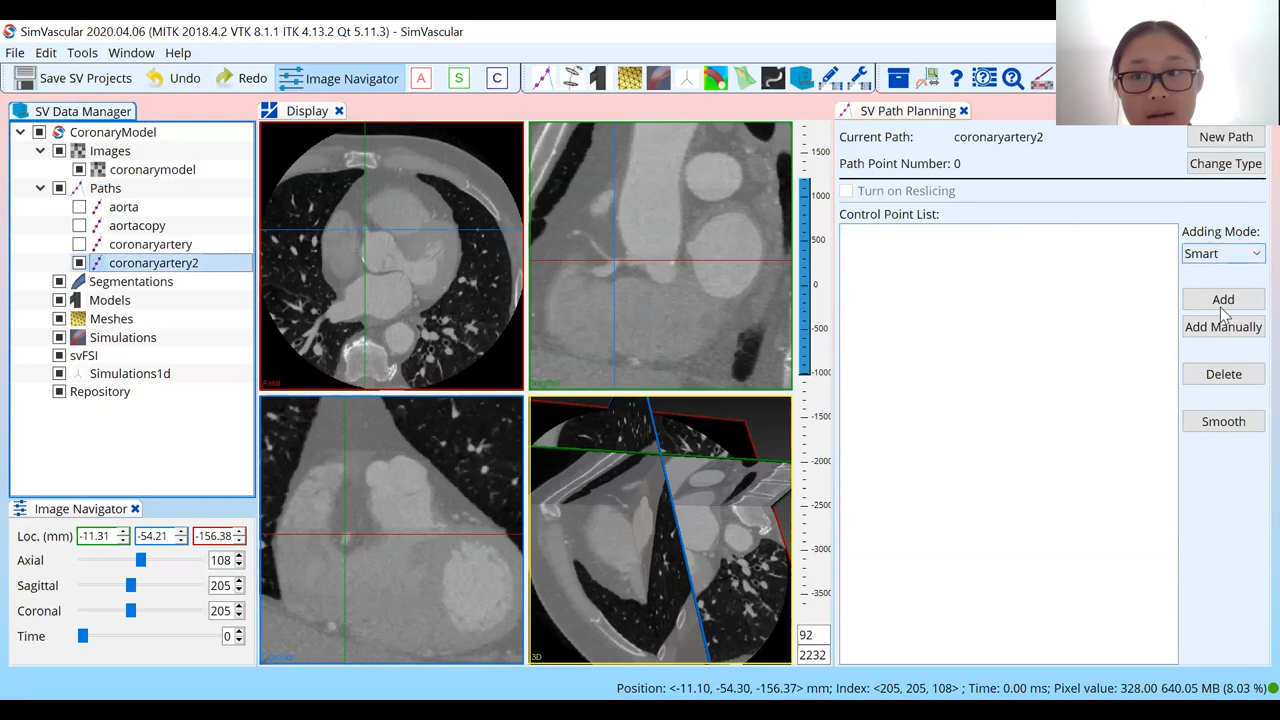 SimVascular 2020.04.06 (MITK 2018.4.2 VTK 8.1.1 ITK 4.13.2 Qt 5.11.3) - SimVascular
File Edit Tools Window Help
Save SV Projects Undo Redo Image Navigator A S C
SV Data Manager
CoronaryModel
Images
coronarymodel
Paths
aorta
aortacopy
coronaryartery
coronaryartery2
Segmentations
Models
Meshes
Simulations
svFSI
Simulations1d
Repository
Image Navigator
Loc. (mm) -11.31 -54.21 -156.38
Axial 108
Sagittal 205
Coronal 205
Time 0
Display
Axial
3D
1500
1000
500
0
-500
-1000
-1500
-2000
-2500
-3000
-3500
92
2232
SV Path Planning
Current Path: coronaryartery2 New Path
Path Point Number: 0 Change Type
Turn on Reslicing
Control Point List:
Adding Mode:
Smart
Add
Add Manually
Delete
Smooth
Position: <-11.10, -54.30, -156.37> mm; Index: <205, 205, 108> ; Time: 0.00 ms; Pixel value: 328.00 640.05 MB (8.03 %)